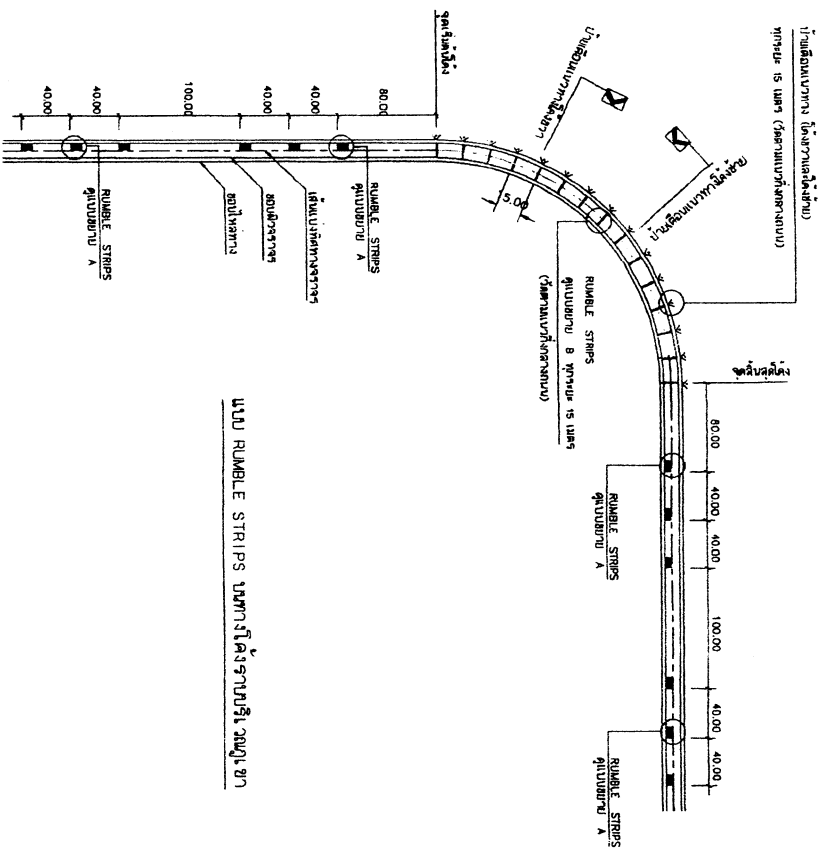 ป้ายเตือนแนวทาง (โค้งขวาและโค้งซ้าย)
ทุกระยะ 15 เมตร (วัดตามแนวกึ่งกลางถนน)
ป้ายเตือนแนวทางโค้งขวา
ป้ายเตือนแนวทางโค้งซ้าย
จุดเริ่มต้นโค้ง
จุดสิ้นสุดโค้ง
40.00
40.00
100.00
40.00
40.00
80.00
5.00
80.00
40.00
40.00
100.00
40.00
40.00
RUMBLE STRIPS
ดูแบบขยาย A
RUMBLE STRIPS
ดูแบบขยาย A
ขอบไหล่ทาง
ขอบผิวจราจร
เส้นแบ่งทิศทางจราจร
RUMBLE STRIPS
ดูแบบขยาย B ทุกระยะ 15 เมตร
(วัดตามแนวกึ่งกลางถนน)
RUMBLE STRIPS
ดูแบบขยาย A
RUMBLE STRIPS
ดูแบบขยาย A
แบบ RUMBLE STRIPS บนทางโค้งราบบริเวณภูเขา